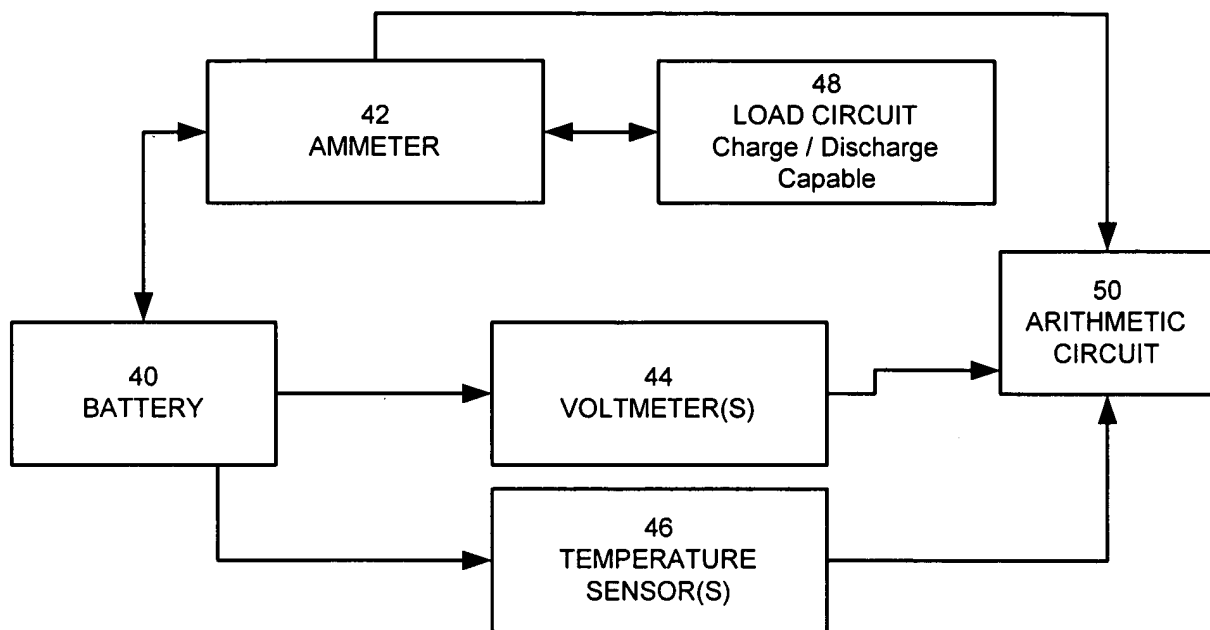 42
AMMETER
48
LOAD CIRCUIT
Charge / Discharge
Capable
50
ARITHMETIC
CIRCUIT
40
BATTERY
44
VOLTMETER(S)
46
TEMPERATURE
SENSOR(S)